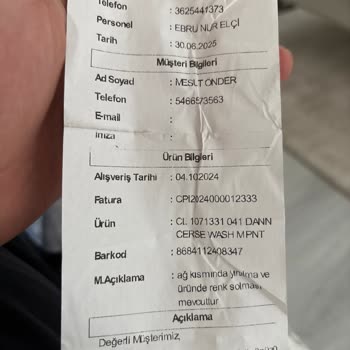 Telefon : 3625441373
Personel : EBRU NUR ELÇİ
Tarih : 30.06.2025
Müşteri Bilgileri
Ad Soyad : MESUT ÖNDER
Telefon : 5466573563
E-mail :
İmza :
Ürün Bilgileri
Alışveriş Tarihi : 04.102024
Fatura : CPI2024000012333
Ürün : CL 1071331 041 DANN
CERSE WASH M PNT
Barkod : 8684112408347
M.Açıklama : ağ kısmında yırtılma ve
üründe renk solması
mevcuttur.
Açıklama
Değerli Müşterimiz,